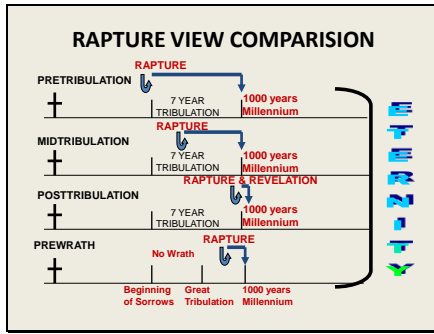 RAPTURE VIEW COMPARISION
RAPTURE
PRETRIBULATION
7 YEAR
TRIBULATION
1000 years
Millennium
RAPTURE
MIDTRIBULATION
7 YEAR
TRIBULATION
1000 years
Millennium
RAPTURE & REVELATION
POSTTRIBULATION
7 YEAR
TRIBULATION
1000 years
Millennium
RAPTURE
PREWRATH
No Wrath
Beginning
of Sorrows
Great
Tribulation
1000 years
Millennium
ETERNITY